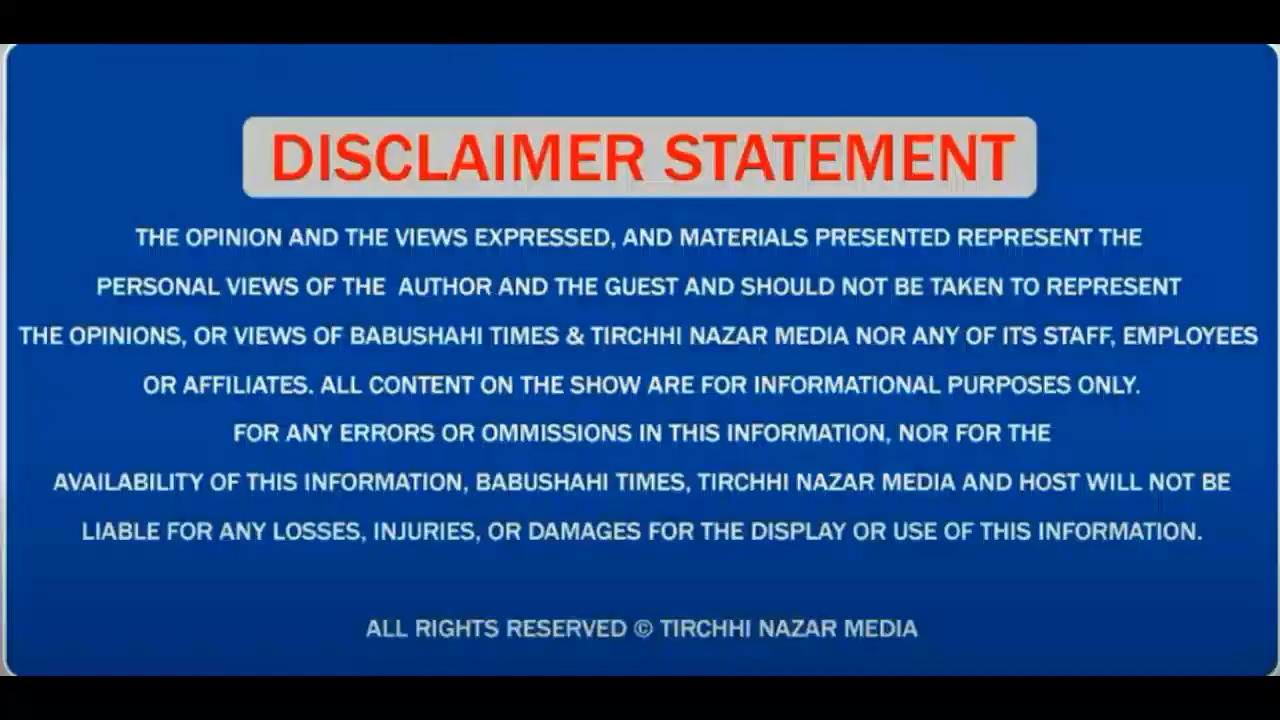 DISCLAIMER STATEMENT
THE OPINION AND THE VIEWS EXPRESSED, AND MATERIALS PRESENTED REPRESENT THE
PERSONAL VIEWS OF THE AUTHOR AND THE GUEST AND SHOULD NOT BE TAKEN TO REPRESENT
THE OPINIONS, OR VIEWS OF BABUSHAHI TIMES & TIRCHHI NAZAR MEDIA NOR ANY OF ITS STAFF, EMPLOYEES
OR AFFILIATES. ALL CONTENT ON THE SHOW ARE FOR INFORMATIONAL PURPOSES ONLY.
FOR ANY ERRORS OR OMMISSIONS IN THIS INFORMATION, NOR FOR THE
AVAILABILITY OF THIS INFORMATION, BABUSHAHI TIMES, TIRCHHI NAZAR MEDIA AND HOST WILL NOT BE
LIABLE FOR ANY LOSSES, INJURIES, OR DAMAGES FOR THE DISPLAY OR USE OF THIS INFORMATION.
ALL RIGHTS RESERVED © TIRCHHI NAZAR MEDIA